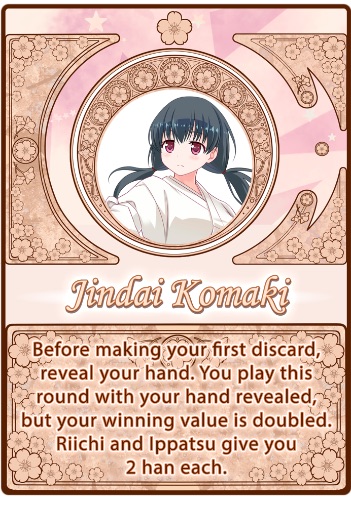 Jindai Komaki
Before making your first discard,
reveal your hand. You play this
round with your hand revealed,
but your winning value is doubled.
Riichi and Ippatsu give you
2 han each.